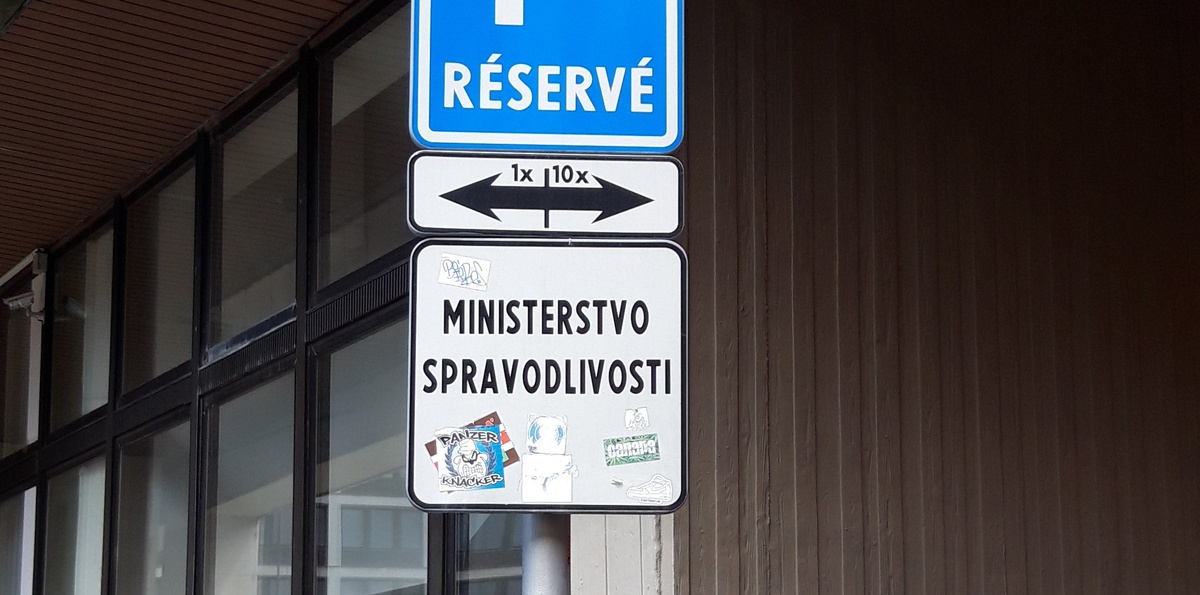 RÉSERVÉ
1x 10x
MINISTERSTVO
SPRAVODLIVOSTI
PANZER
KNACKER